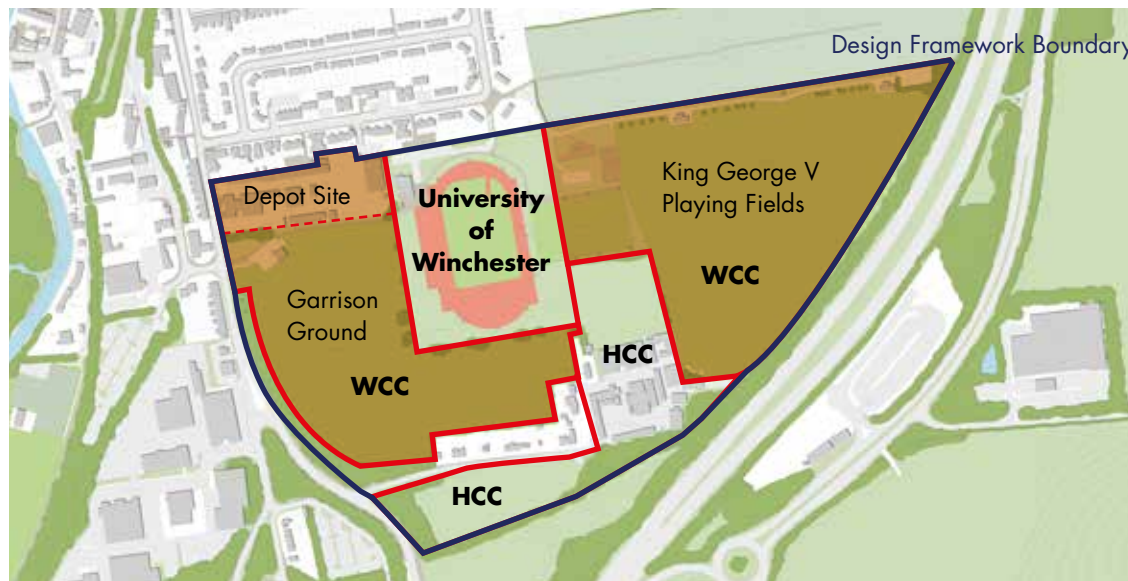 Design Framework Boundary
Depot Site
University
of
Winchester
King George V
Playing Fields
WCC
Garrison
Ground
WCC
HCC
HCC